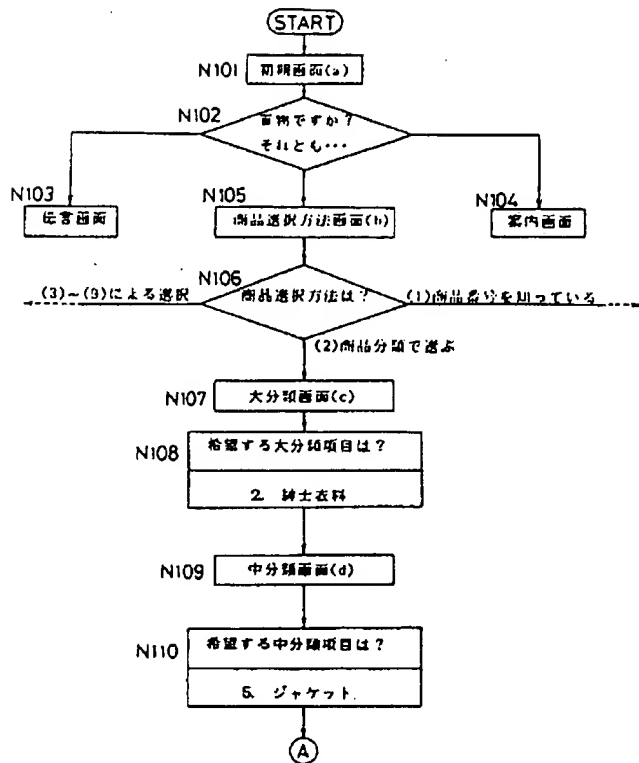 START
N101
初期画面(a)
N102
買物ですか?
それとも…
N103
伝言画面
N105
商品選択方法画面(b)
N104
案内画面
N106
商品選択方法は?
(3)~(9)による選択
(1)商品番号を知っている
(2)商品分類で選ぶ
N107
大分類画面(c)
N108
希望する大分類項目は?
2. 紳士衣料
N109
中分類画面(d)
N110
希望する中分類項目は?
5. ジャケット
A